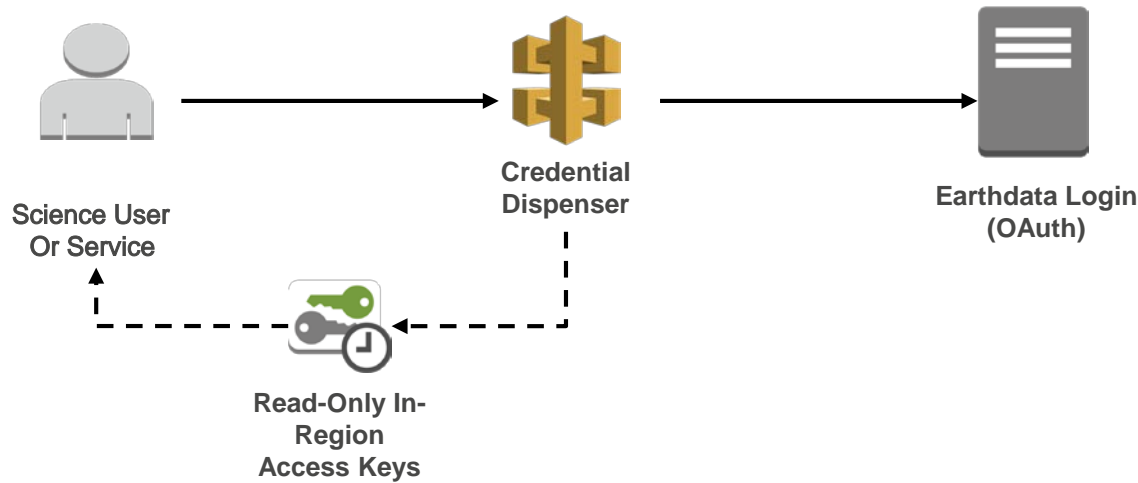 Credential
Dispenser
Earthdata Login
(OAuth)
Science User
Or Service
Read-Only In-
Region
Access Keys